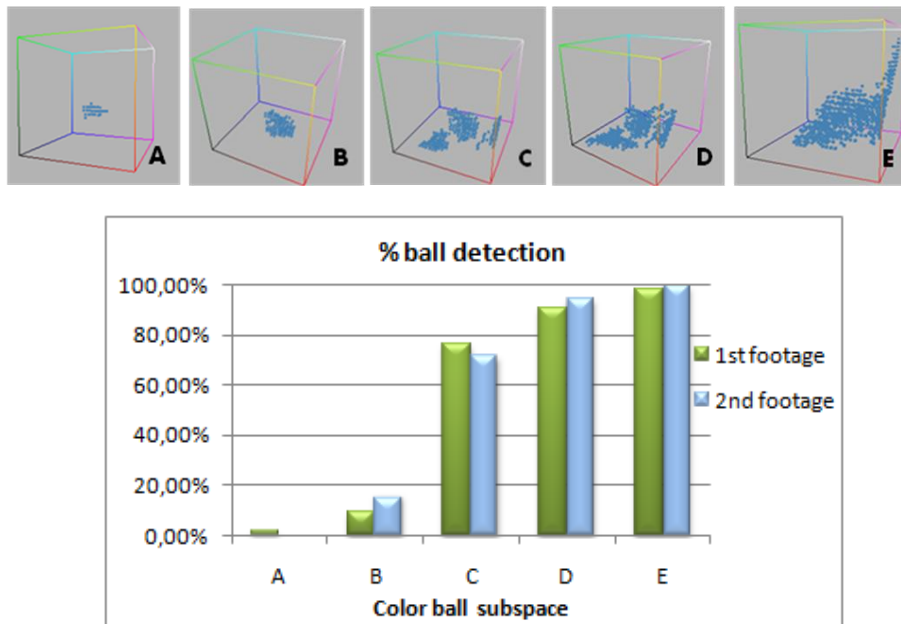 A
B
C
D
E
% ball detection
100,00%
80,00%
60,00%
40,00%
20,00%
0,00%
1st footage
2nd footage
A B C D E
Color ball subspace